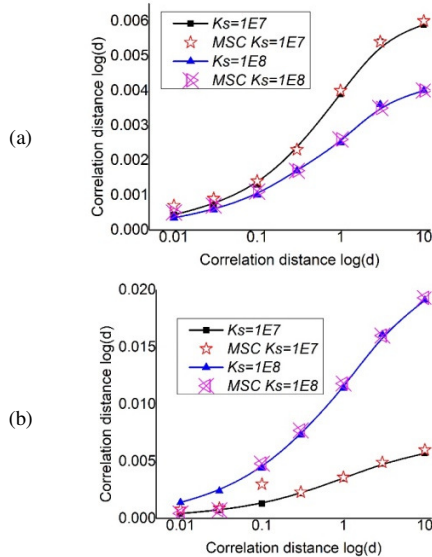 (a)
Correlation distance log(d)
0.006
0.005
0.004
0.003
0.002
0.001
0.000
Ks=1E7
MSC Ks=1E7
Ks=1E8
MSC Ks=1E8
0.01 0.1 1 10
Correlation distance log(d)
(b)
Correlation distance log(d)
0.020
0.015
0.010
0.005
0.000
Ks=1E7
MSC Ks=1E7
Ks=1E8
MSC Ks=1E8
0.01 0.1 1 10
Correlation distance log(d)